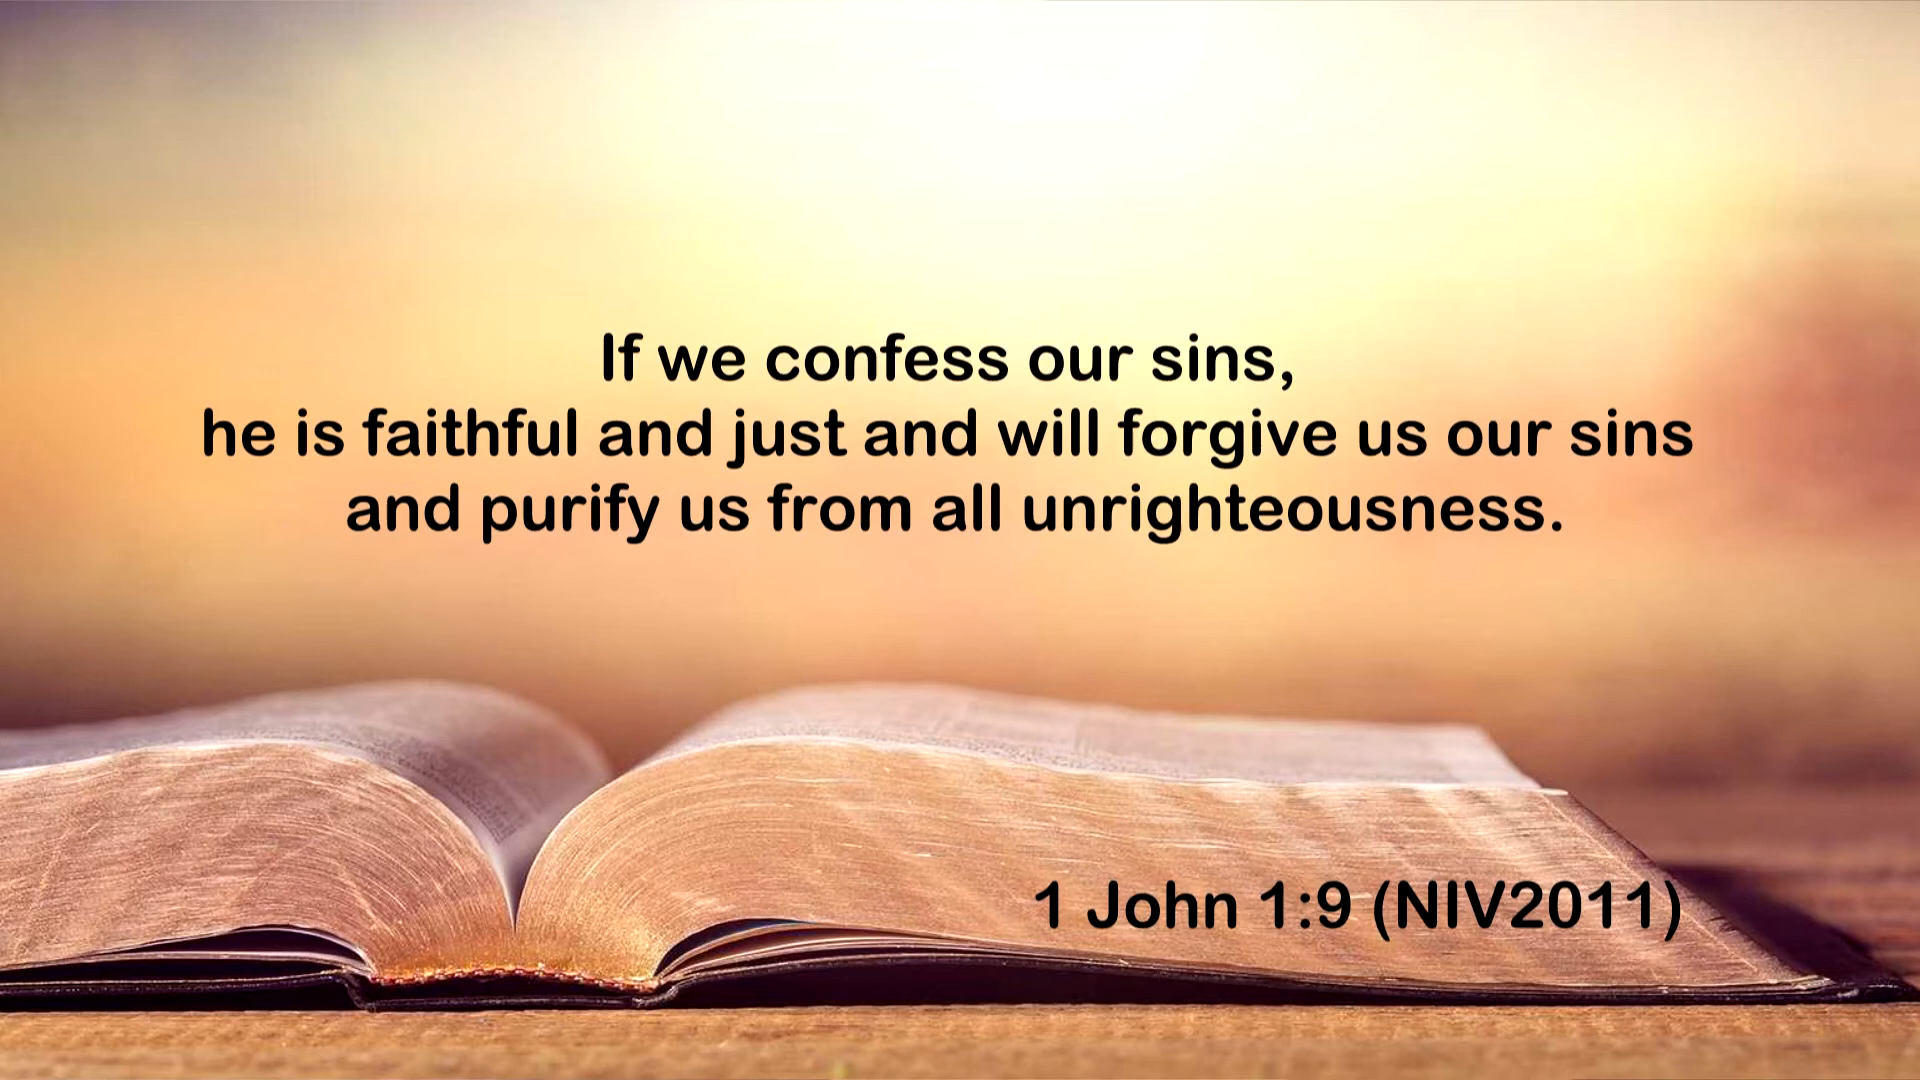 If we confess our sins,
he is faithful and just and will forgive us our sins
and purify us from all unrighteousness.
1 John 1:9 (NIV2011)